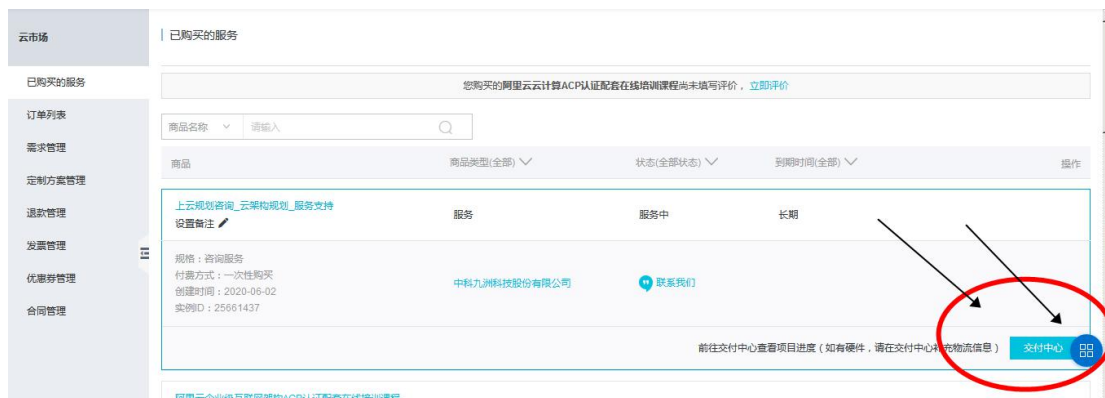 云市场
已购买的服务
已购买的服务
订单列表
需求管理
定制方案管理
退款管理
发票管理
优惠券管理
合同管理
您购买的阿里云云计算ACP认证配套在线培训课程尚未填写评价，立即评价
商品名称 请输入
商品 商品类型(全部) 状态(全部状态) 到期时间(全部) 操作
上云规划咨询_云架构规划_服务支持
设置备注
服务 服务中 长期
规格：咨询服务
付费方式：一次性购买
创建时间：2020-06-02
实例ID：25661437
中科九洲科技股份有限公司 联系我们
前往交付中心查看项目进度（如有硬件，请在交付中心补充物流信息） 交付中心